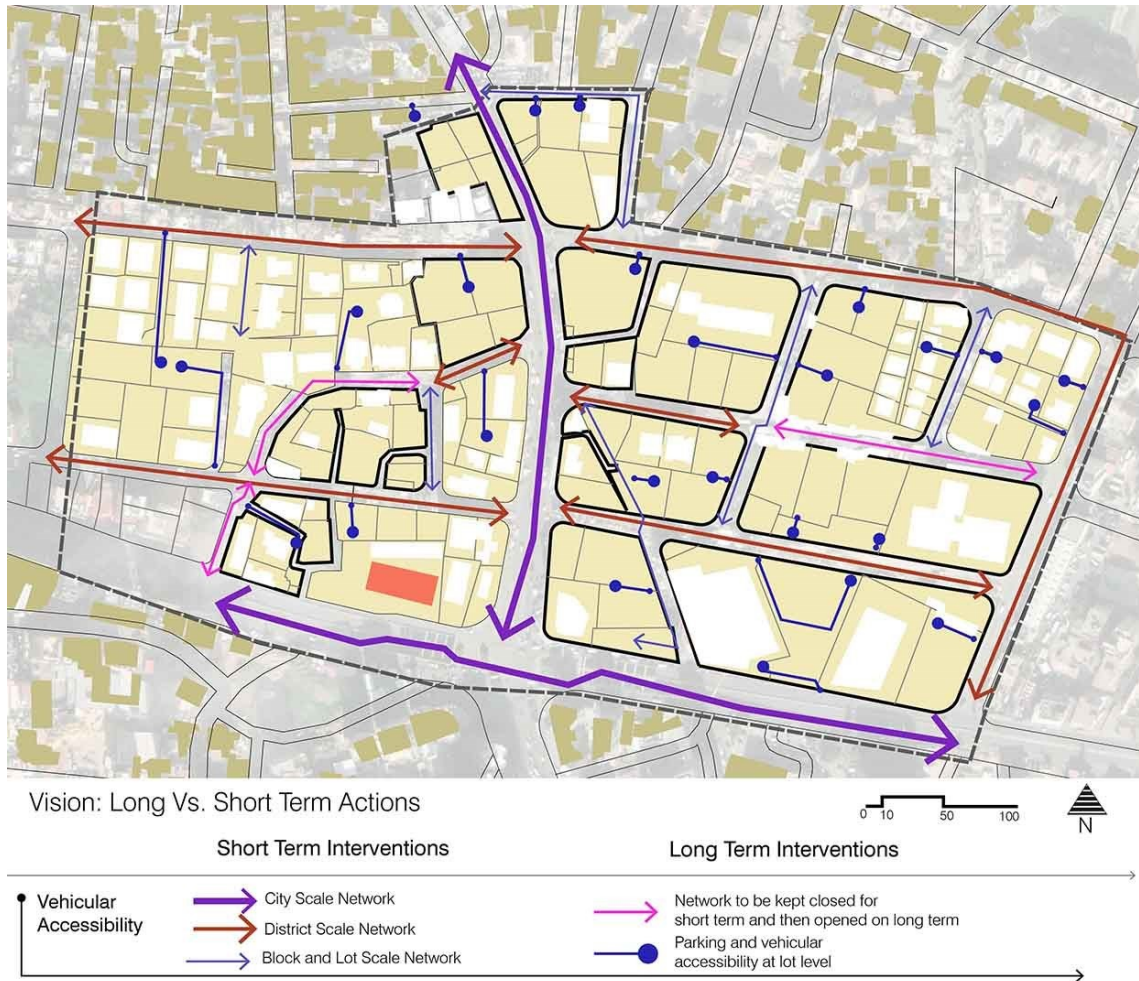 Vision: Long Vs. Short Term Actions
0 10 50 100
N
Short Term Interventions
Long Term Interventions
Vehicular
Accessibility
City Scale Network
District Scale Network
Block and Lot Scale Network
Network to be kept closed for
short term and then opened on long term
Parking and vehicular
accessibility at lot level